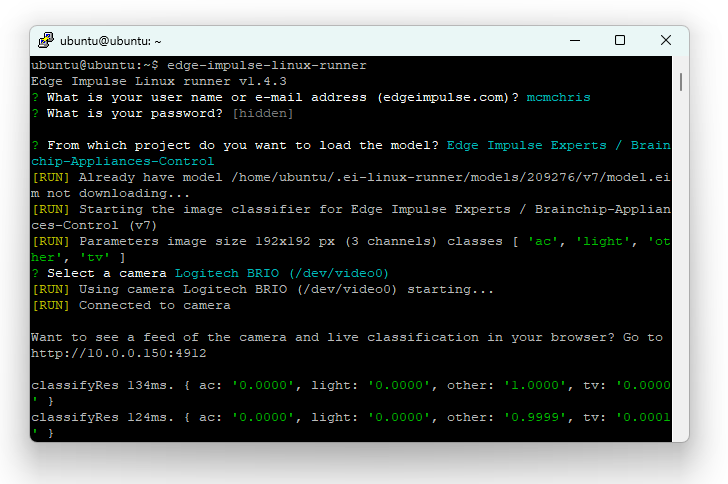 ubuntu@ubuntu: ~
ubuntu@ubuntu:~$ edge-impulse-linux-runner
Edge Impulse Linux runner v1.4.3
? What is your user name or e-mail address (edgeimpulse.com)? mcmchris
? What is your password? [hidden]
? From which project do you want to load the model? Edge Impulse Experts / Brain
chip-Appliances-Control
[RUN] Already have model /home/ubuntu/.ei-linux-runner/models/209276/v7/model.ei
m not downloading...
[RUN] Starting the image classifier for Edge Impulse Experts / Brainchip-Applian
ces-Control (v7)
[RUN] Parameters image size 192x192 px (3 channels) classes [ 'ac', 'light', 'ot
her', 'tv' ]
? Select a camera Logitech BRIO (/dev/video0)
[RUN] Using camera Logitech BRIO (/dev/video0) starting...
[RUN] Connected to camera
Want to see a feed of the camera and live classification in your browser? Go to
http://10.0.0.150:4912
classifyRes 134ms. { ac: '0.0000', light: '0.0000', other: '1.0000', tv: '0.0000
' }
classifyRes 124ms. { ac: '0.0000', light: '0.0000', other: '0.9999', tv: '0.0001
' }